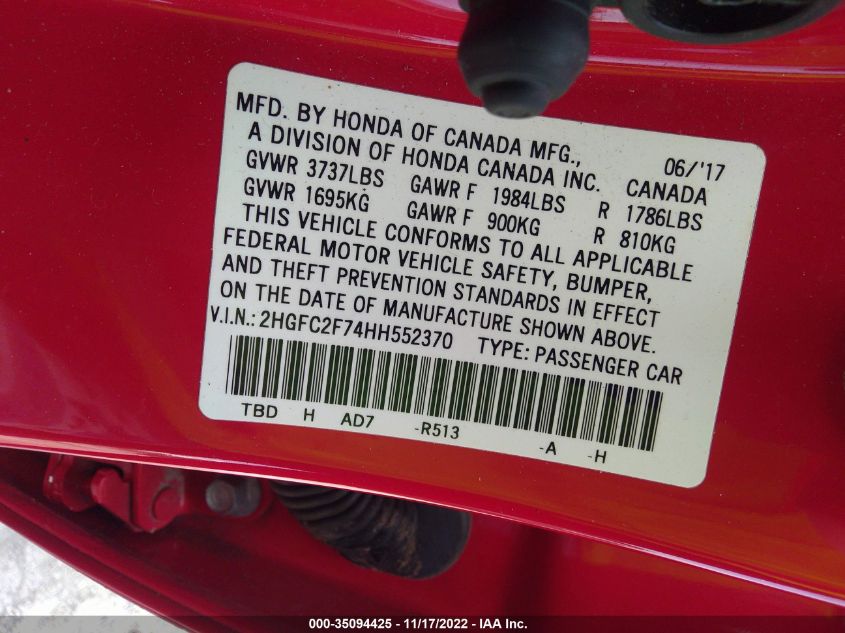 MFD. BY HONDA OF CANADA MFG., 06/'17
A DIVISION OF HONDA CANADA INC. CANADA
GVWR 3737LBS GAWR F 1984LBS R 1786LBS
GVWR 1695KG GAWR F 900KG R 810KG
THIS VEHICLE CONFORMS TO ALL APPLICABLE
FEDERAL MOTOR VEHICLE SAFETY, BUMPER,
AND THEFT PREVENTION STANDARDS IN EFFECT
ON THE DATE OF MANUFACTURE SHOWN ABOVE.
V.I.N.: 2HGFC2F74HH552370 TYPE: PASSENGER CAR
TBD H AD7 -R513 -A -H
000-35094425 - 11/17/2022 - IAA Inc.